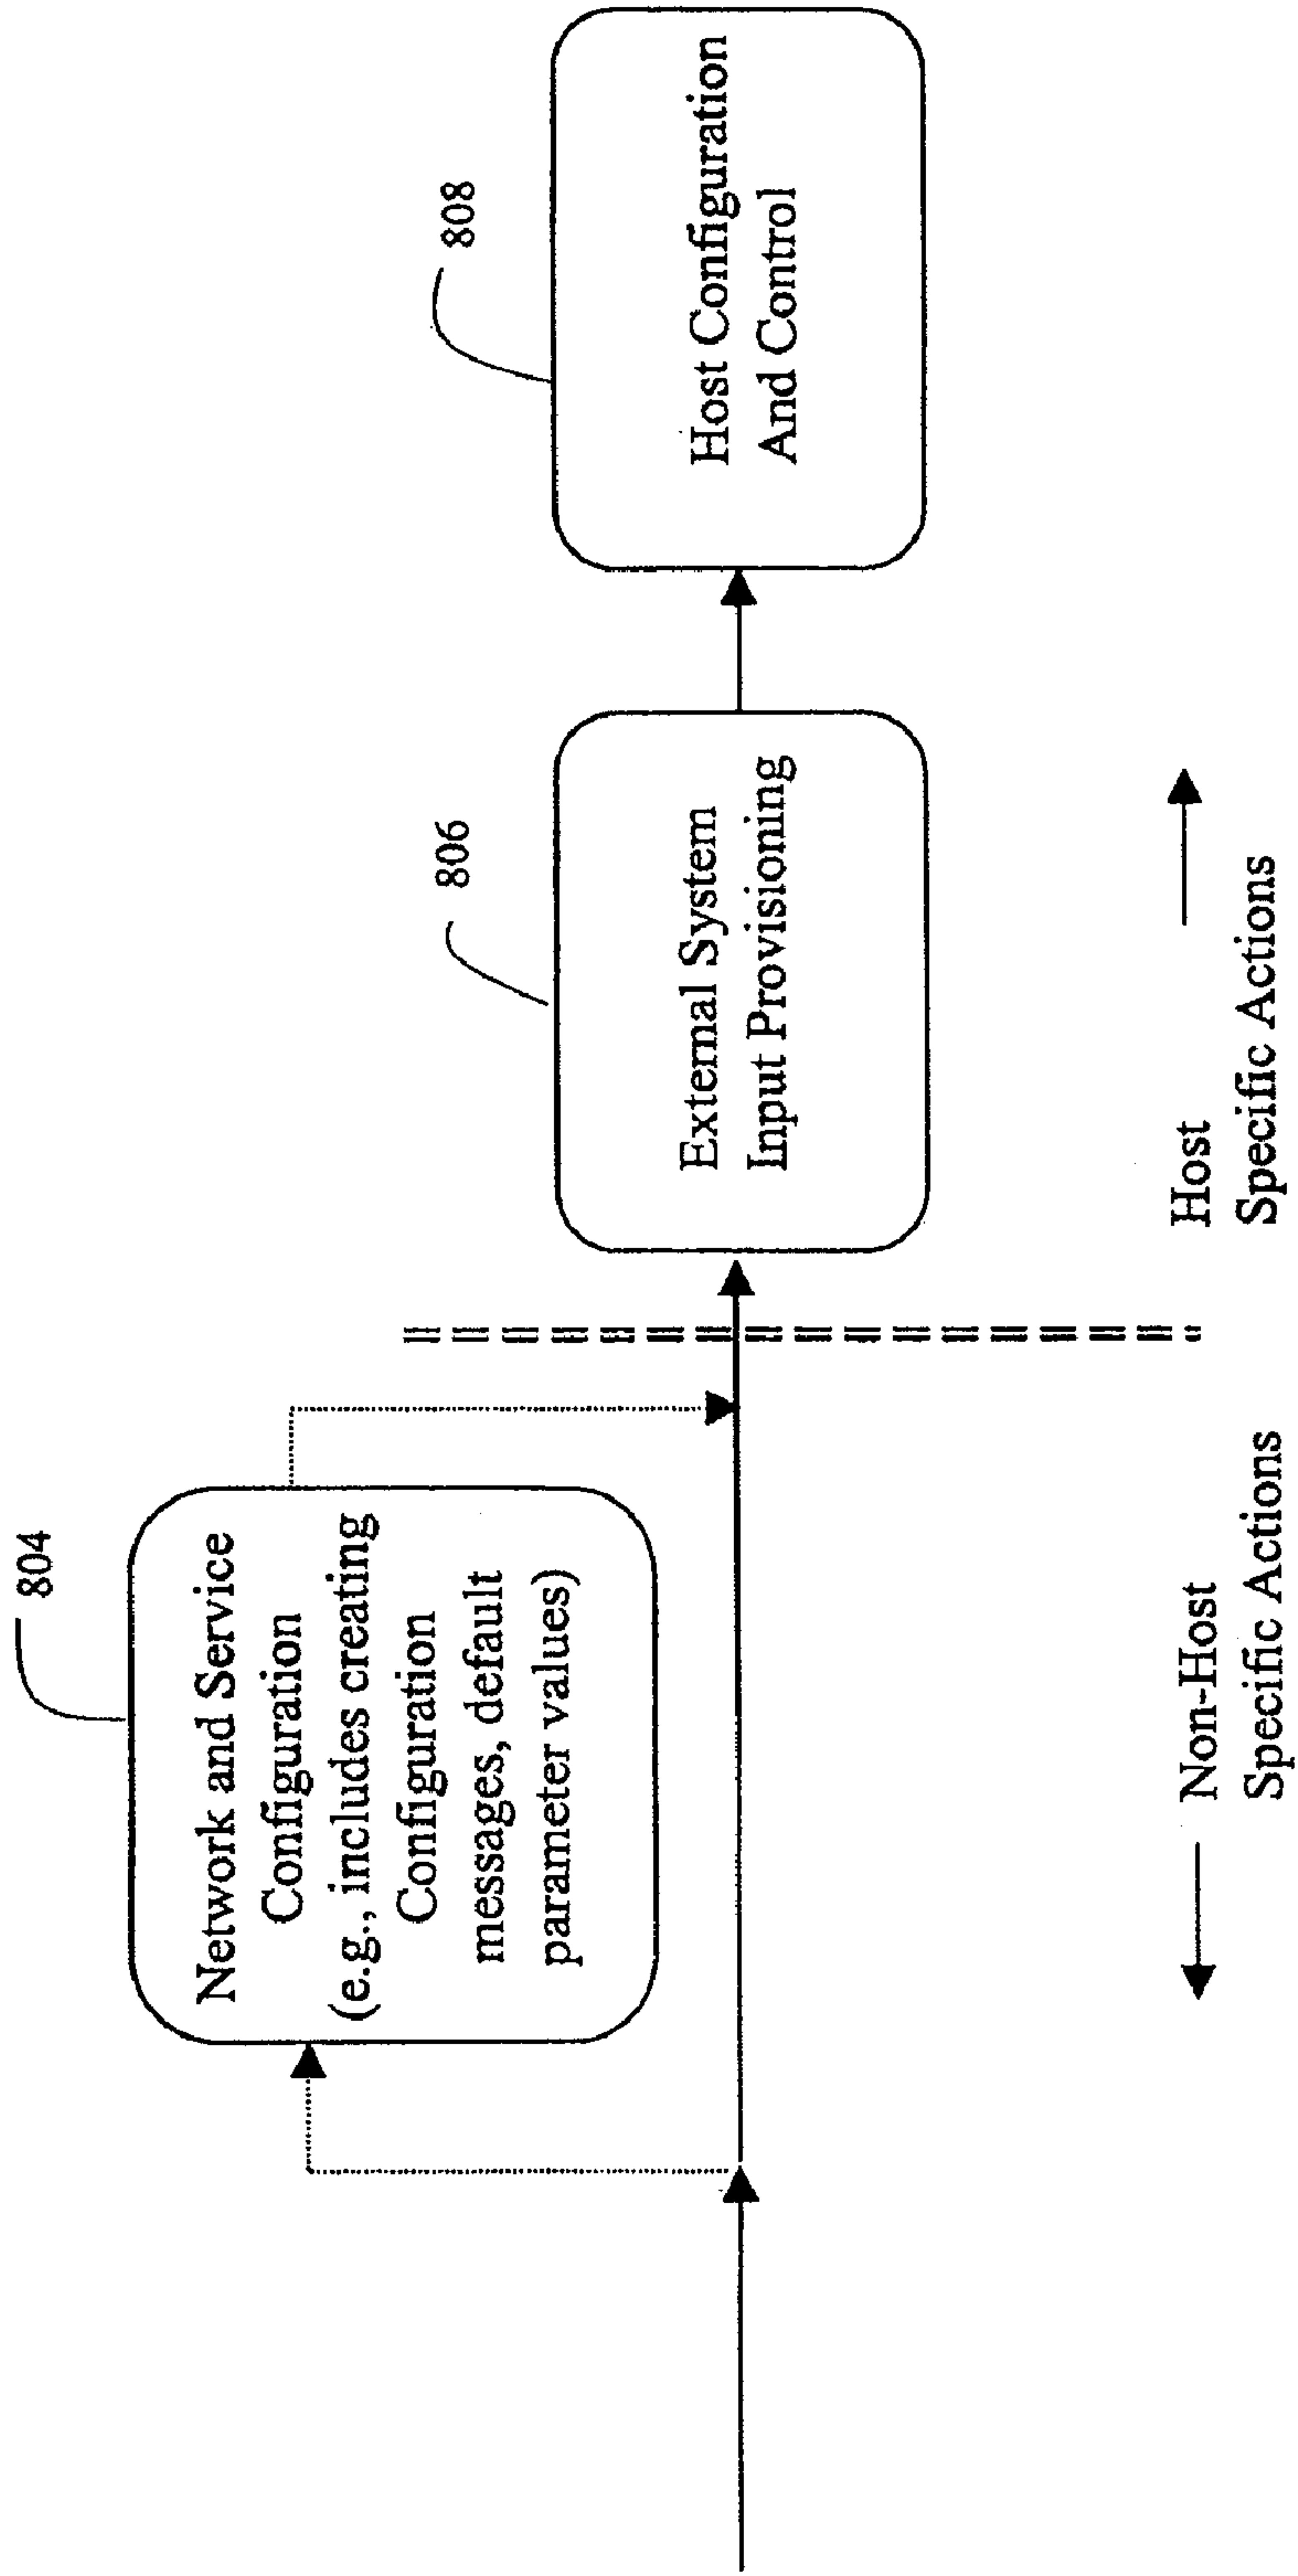 804
Network and Service
Configuration
(e.g., includes creating
Configuration
messages, default
parameter values)
806
External System
Input Provisioning
808
Host Configuration
And Control
Non-Host
Specific Actions
Host
Specific Actions